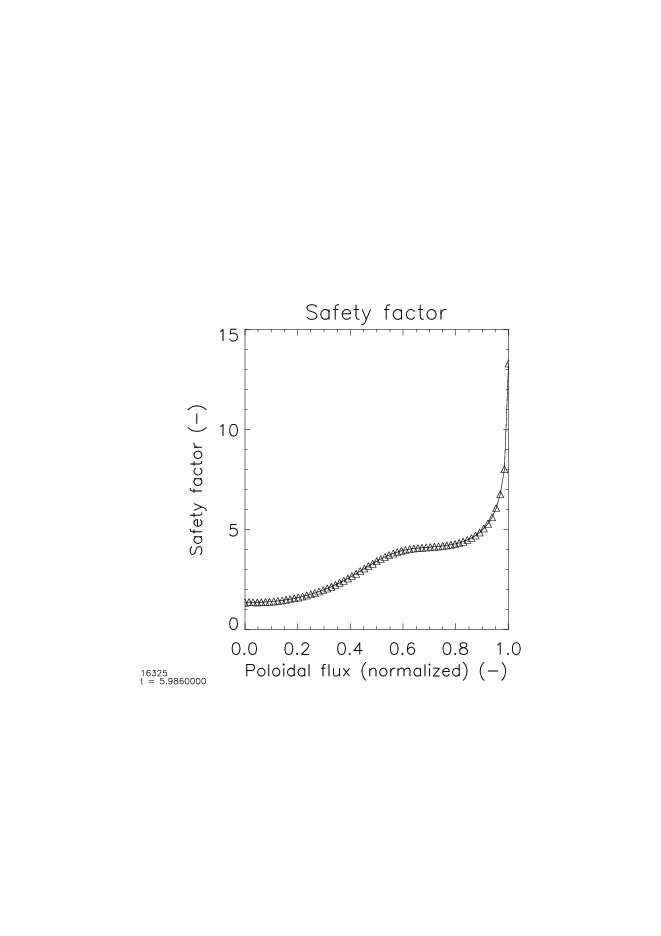 Safety factor
15
10
5
0
Safety factor (−)
0.0 0.2 0.4 0.6 0.8 1.0
Poloidal flux (normalized) (−)
16325
t = 5.9860000